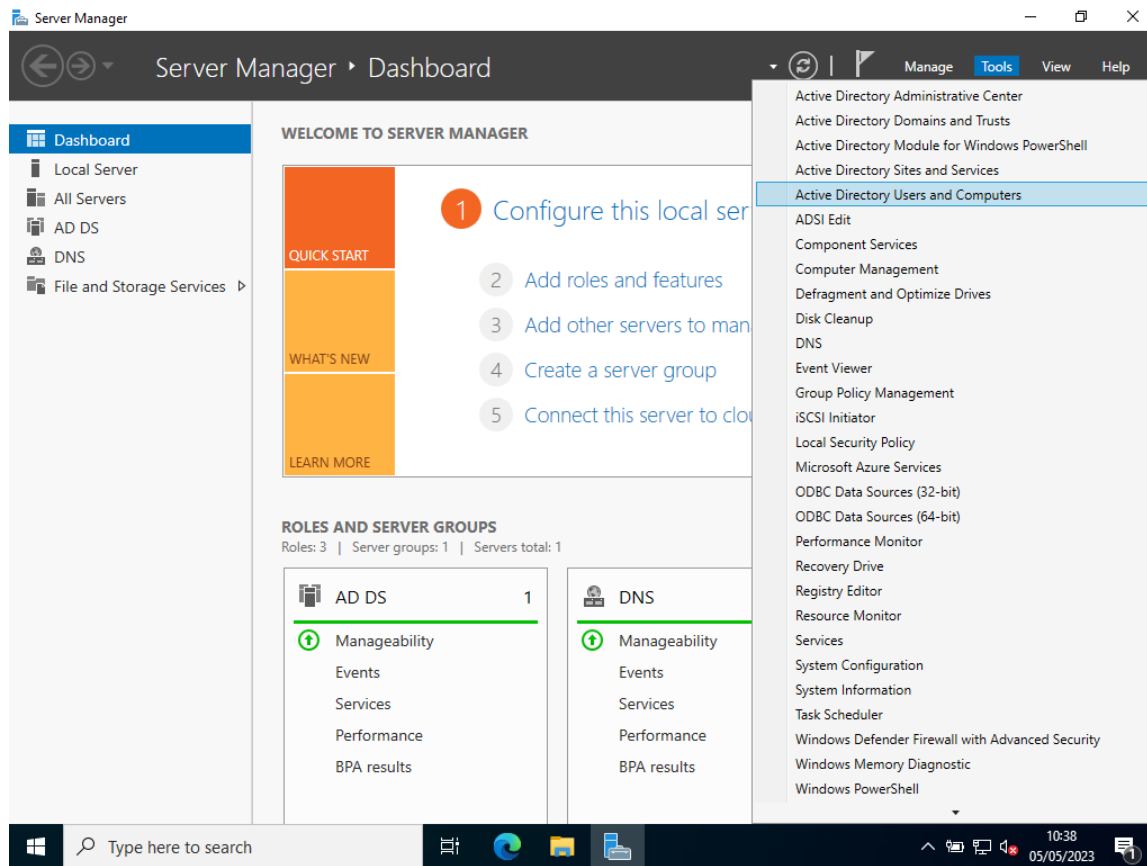 Server Manager
Server Manager ‣ Dashboard
Manage Tools View Help
Dashboard
Local Server
All Servers
AD DS
DNS
File and Storage Services
WELCOME TO SERVER MANAGER
QUICK START
WHAT'S NEW
LEARN MORE
1 Configure this local ser
2 Add roles and features
3 Add other servers to man
4 Create a server group
5 Connect this server to clou
ROLES AND SERVER GROUPS
Roles: 3 | Server groups: 1 | Servers total: 1
AD DS 1
Manageability
Events
Services
Performance
BPA results
DNS
Manageability
Events
Services
Performance
BPA results
Active Directory Administrative Center
Active Directory Domains and Trusts
Active Directory Module for Windows PowerShell
Active Directory Sites and Services
Active Directory Users and Computers
ADSI Edit
Component Services
Computer Management
Defragment and Optimize Drives
Disk Cleanup
DNS
Event Viewer
Group Policy Management
iSCSI Initiator
Local Security Policy
Microsoft Azure Services
ODBC Data Sources (32-bit)
ODBC Data Sources (64-bit)
Performance Monitor
Recovery Drive
Registry Editor
Resource Monitor
Services
System Configuration
System Information
Task Scheduler
Windows Defender Firewall with Advanced Security
Windows Memory Diagnostic
Windows PowerShell
Type here to search
10:38
05/05/2023
1